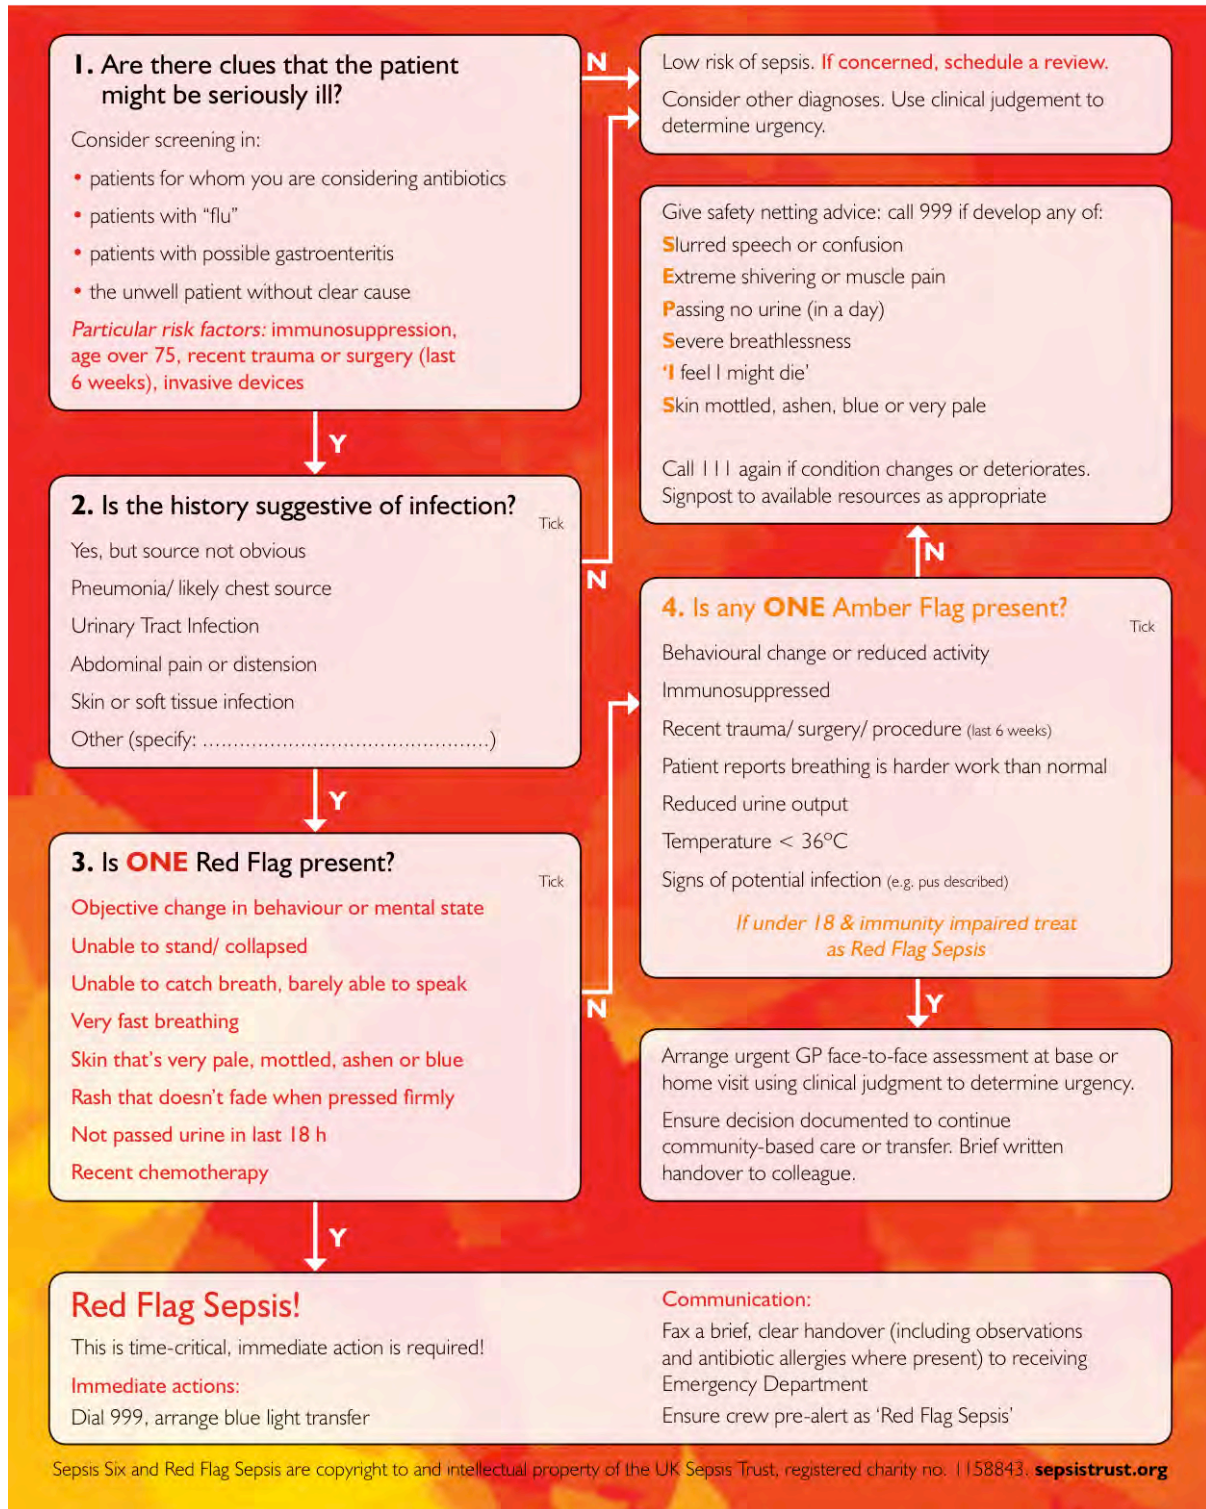 1. Are there clues that the patient
might be seriously ill?
Consider screening in:
• patients for whom you are considering antibiotics
• patients with “flu”
• patients with possible gastroenteritis
• the unwell patient without clear cause
Particular risk factors: immunosuppression,
age over 75, recent trauma or surgery (last
6 weeks), invasive devices
N
Low risk of sepsis. If concerned, schedule a review.
Consider other diagnoses. Use clinical judgement to
determine urgency.
Y
2. Is the history suggestive of infection?
Tick
Yes, but source not obvious
Pneumonia/ likely chest source
Urinary Tract Infection
Abdominal pain or distension
Skin or soft tissue infection
Other (specify: ................................................)
N
Y
3. Is ONE Red Flag present?
Tick
Objective change in behaviour or mental state
Unable to stand/ collapsed
Unable to catch breath, barely able to speak
Very fast breathing
Skin that’s very pale, mottled, ashen or blue
Rash that doesn’t fade when pressed firmly
Not passed urine in last 18 h
Recent chemotherapy
N
Y
Give safety netting advice: call 999 if develop any of:
Slurred speech or confusion
Extreme shivering or muscle pain
Passing no urine (in a day)
Severe breathlessness
‘I feel I might die’
Skin mottled, ashen, blue or very pale
Call 111 again if condition changes or deteriorates.
Signpost to available resources as appropriate
N
4. Is any ONE Amber Flag present?
Tick
Behavioural change or reduced activity
Immunosuppressed
Recent trauma/ surgery/ procedure (last 6 weeks)
Patient reports breathing is harder work than normal
Reduced urine output
Temperature < 36°C
Signs of potential infection (e.g. pus described)
If under 18 & immunity impaired treat
as Red Flag Sepsis
Y
Arrange urgent GP face-to-face assessment at base or
home visit using clinical judgment to determine urgency.
Ensure decision documented to continue
community-based care or transfer. Brief written
handover to colleague.
Red Flag Sepsis!
This is time-critical, immediate action is required!
Immediate actions:
Dial 999, arrange blue light transfer
Communication:
Fax a brief, clear handover (including observations
and antibiotic allergies where present) to receiving
Emergency Department
Ensure crew pre-alert as ‘Red Flag Sepsis’
Sepsis Six and Red Flag Sepsis are copyright to and intellectual property of the UK Sepsis Trust, registered charity no. 1158843. sepsistrust.org